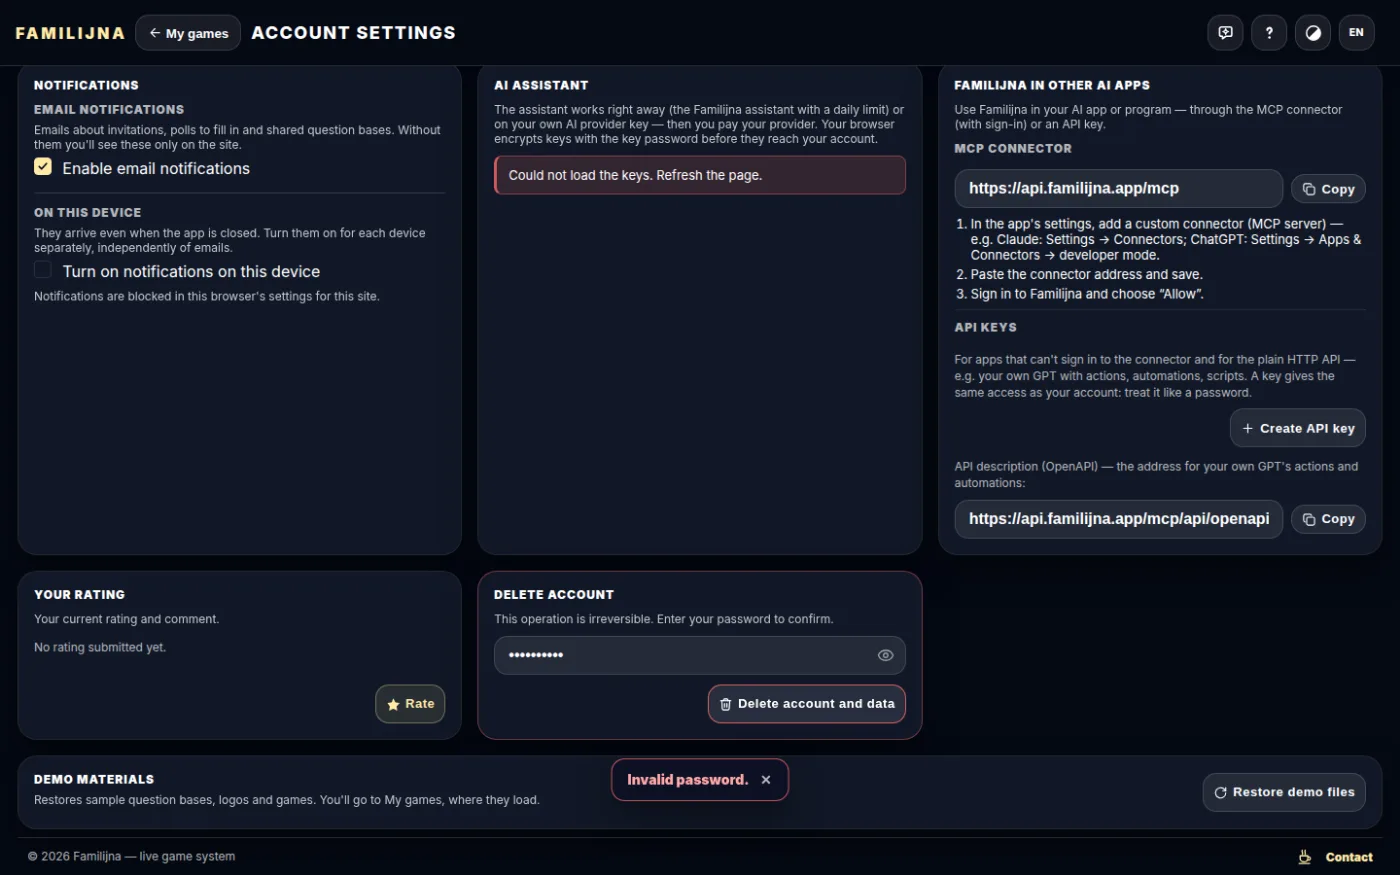 FAMILIJNA
← My games
ACCOUNT SETTINGS
?
EN
NOTIFICATIONS
EMAIL NOTIFICATIONS
Emails about invitations, polls to fill in and shared question bases. Without
them you'll see these only on the site.
Enable email notifications
ON THIS DEVICE
They arrive even when the app is closed. Turn them on for each device
separately, independently of emails.
Turn on notifications on this device
Notifications are blocked in this browser's settings for this site.
AI ASSISTANT
The assistant works right away (the Familijna assistant with a daily limit) or
on your own AI provider key — then you pay your provider. Your browser
encrypts keys with the key password before they reach your account.
Could not load the keys. Refresh the page.
FAMILIJNA IN OTHER AI APPS
Use Familijna in your AI app or program — through the MCP connector
(with sign-in) or an API key.
MCP CONNECTOR
https://api.familijna.app/mcp
Copy
1. In the app's settings, add a custom connector (MCP server) —
e.g. Claude: Settings → Connectors; ChatGPT: Settings → Apps &
Connectors → developer mode.
2. Paste the connector address and save.
3. Sign in to Familijna and choose “Allow”.
API KEYS
For apps that can't sign in to the connector and for the plain HTTP API —
e.g. your own GPT with actions, automations, scripts. A key gives the
same access as your account: treat it like a password.
+ Create API key
API description (OpenAPI) — the address for your own GPT's actions and
automations:
https://api.familijna.app/mcp/api/openapi
Copy
YOUR RATING
Your current rating and comment.
No rating submitted yet.
Rate
DELETE ACCOUNT
This operation is irreversible. Enter your password to confirm.
••••••••••
Delete account and data
DEMO MATERIALS
Restores sample question bases, logos and games. You'll go to My games, where they load.
Invalid password. ×
Restore demo files
© 2026 Familijna — live game system
Contact